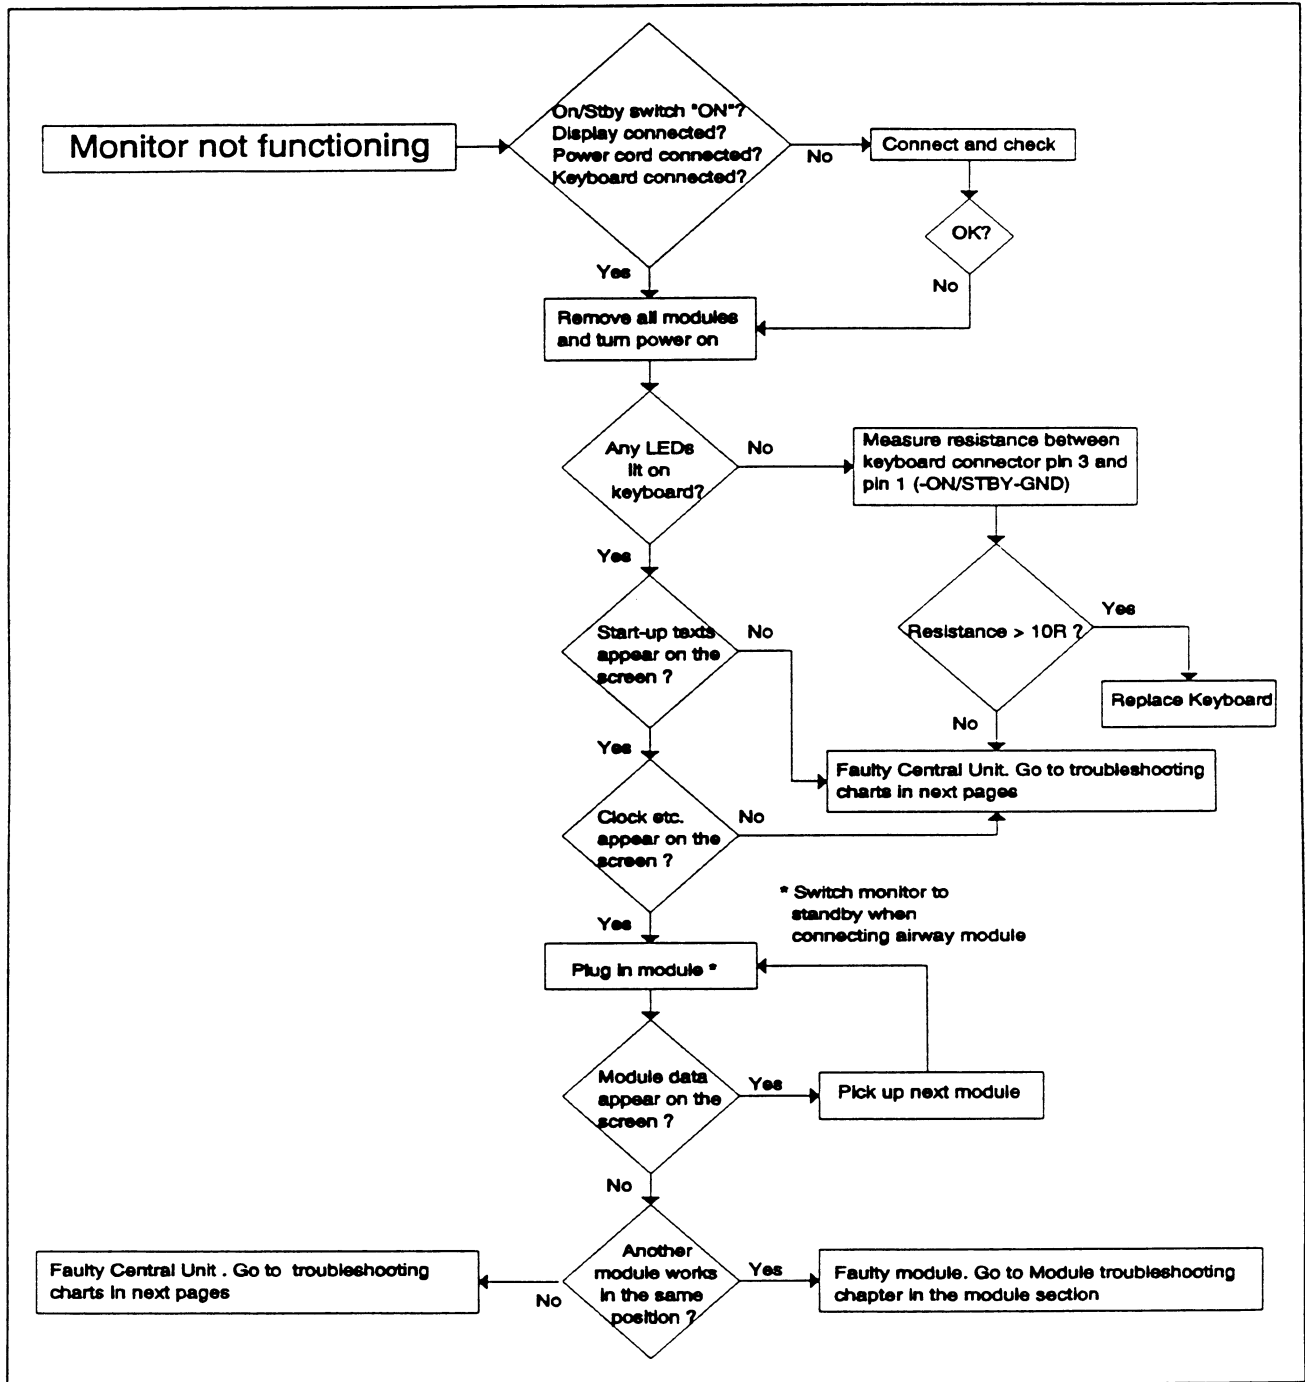 Monitor not functioning
On/Stby switch "ON"?
Display connected?
Power cord connected?
Keyboard connected?
No
Connect and check
OK?
Yes
No
Remove all modules
and turn power on
Any LEDs
lit on
keyboard?
No
Measure resistance between
keyboard connector pin 3 and
pin 1 (-ON/STBY-GND)
Yes
Resistance > 10R ?
Yes
Replace Keyboard
No
Start-up texts
appear on the
screen ?
No
Yes
Faulty Central Unit. Go to troubleshooting
charts in next pages
Clock etc.
appear on the
screen ?
No
Yes
* Switch monitor to
standby when
connecting airway module
Plug in module *
Module data
appear on the
screen ?
Yes
Pick up next module
No
Another
module works
in the same
position ?
No
Faulty Central Unit . Go to troubleshooting
charts in next pages
Yes
Faulty module. Go to Module troubleshooting
chapter in the module section